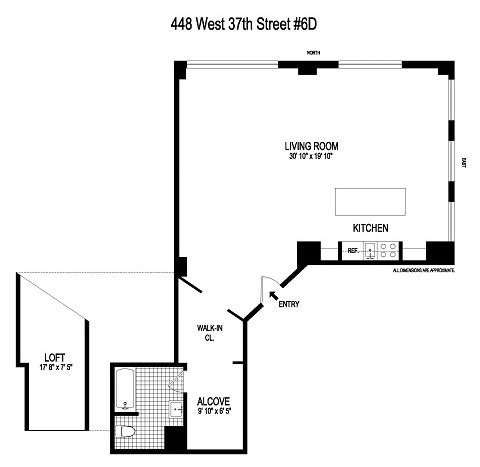 448 West 37th Street #6D
NORTH
LIVING ROOM
30' 10" x 19' 10"
EAST
KITCHEN
REF.
ALL DIMENSIONS ARE APPROXIMATE.
ENTRY
WALK-IN
CL.
LOFT
17' 8" x 7' 5"
ALCOVE
9' 10" x 6' 5"